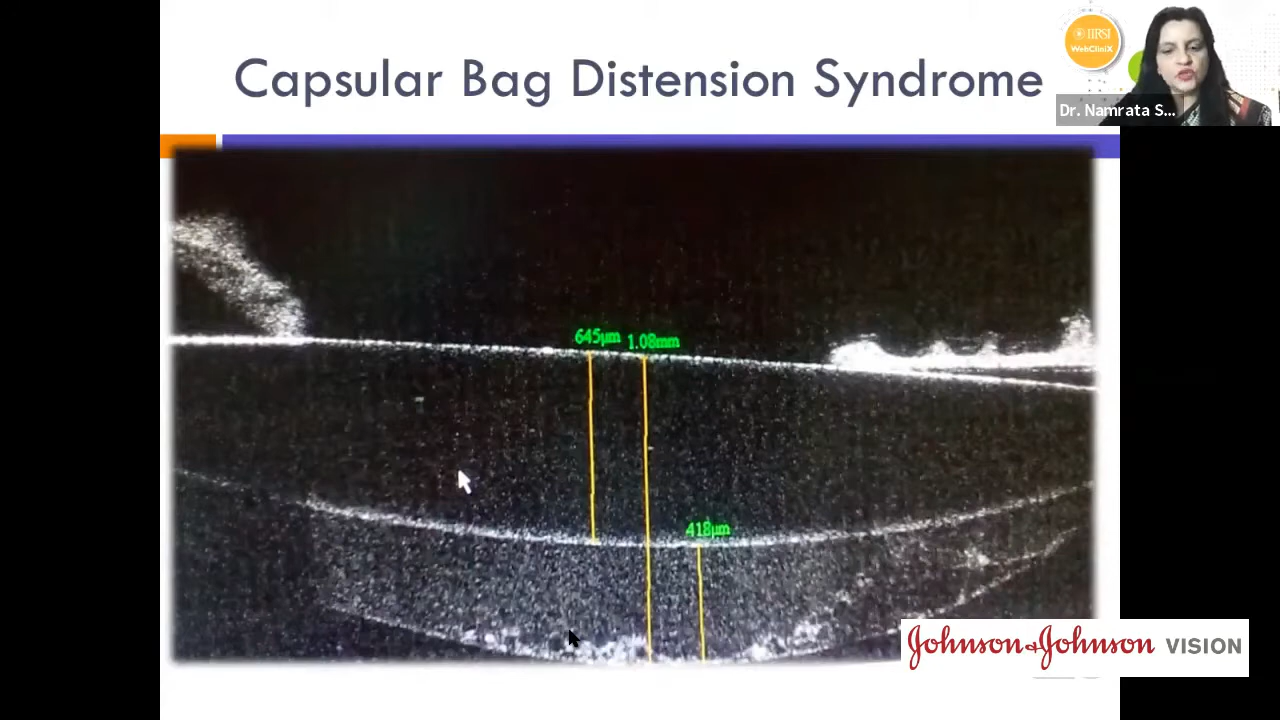 Capsular Bag Distension Syndrome
IIRSI
WebCliniX
Dr. Namrata S...
645µm 1.08mm
418µm
Johnson & Johnson VISION